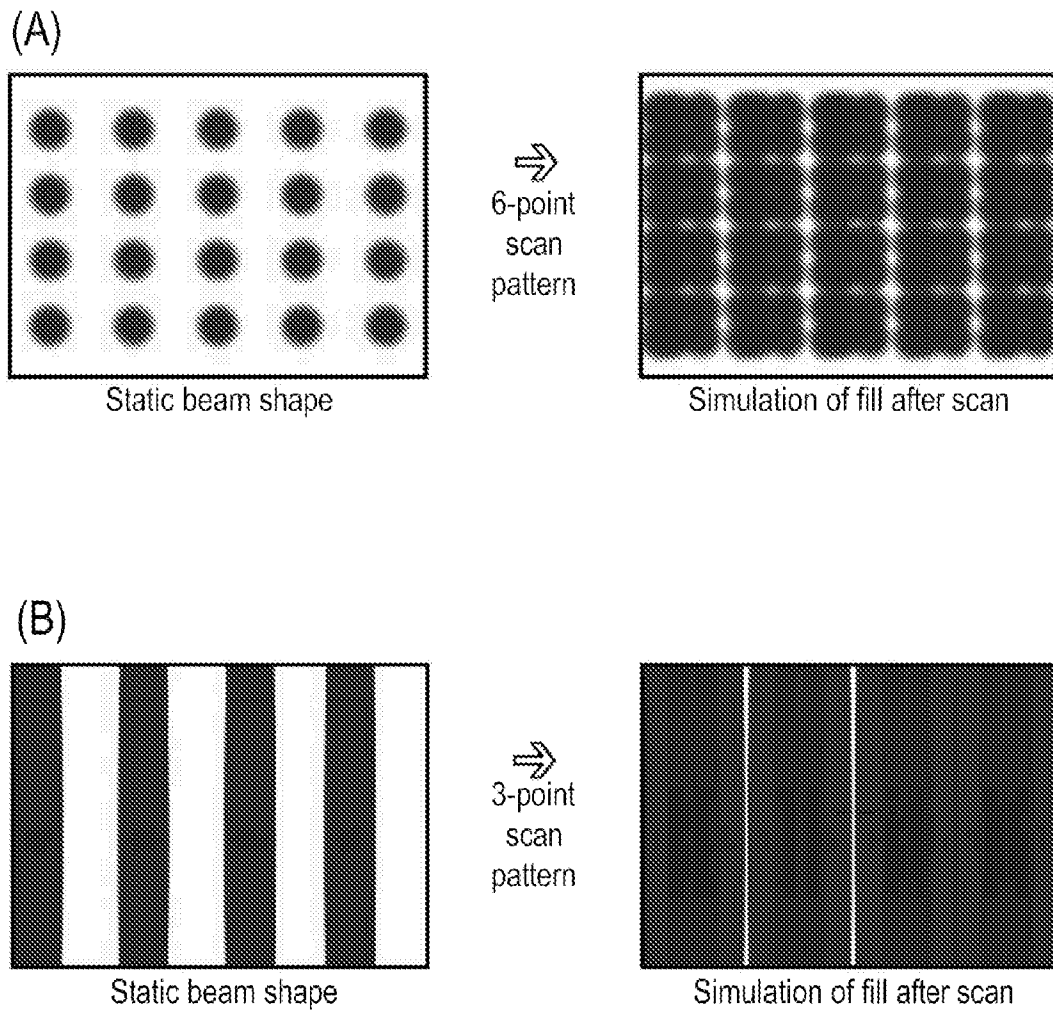 (A)
6-point
scan
pattern
Static beam shape
Simulation of fill after scan
(B)
3-point
scan
pattern
Static beam shape
Simulation of fill after scan